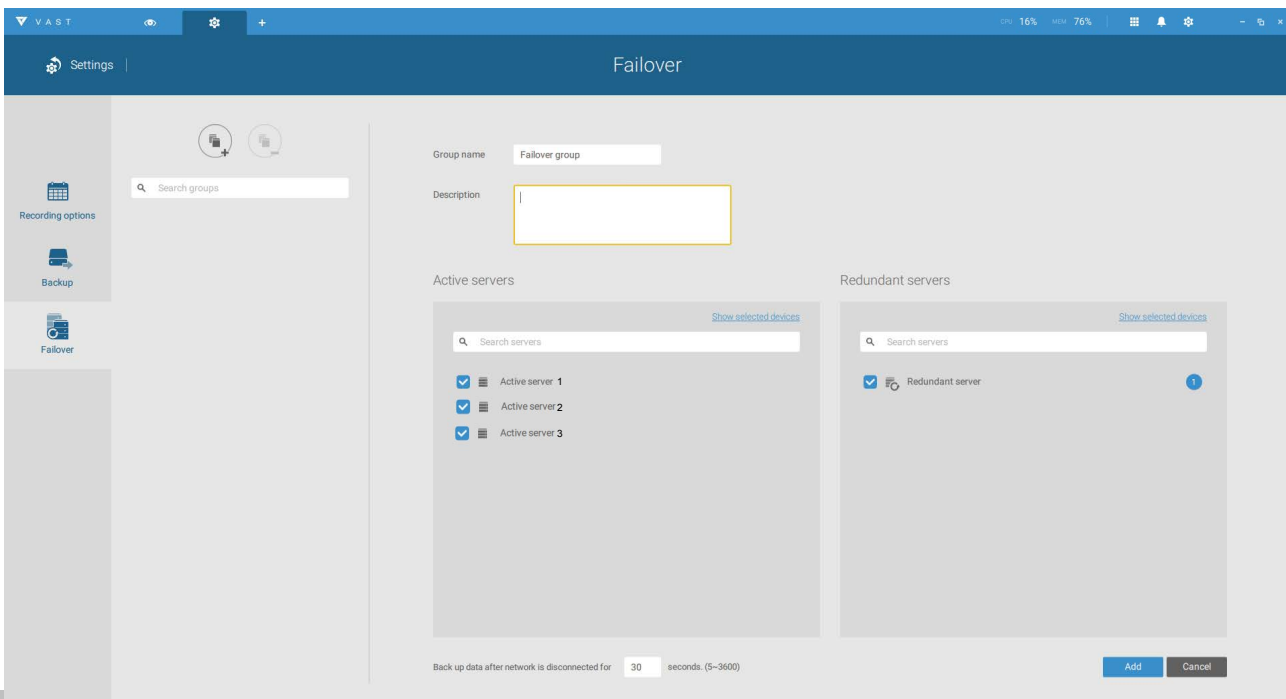 VAST CPU 16% MEM 76%
Settings
Failover
Group name Failover group
Search groups
Description
Recording options
Backup
Failover
Active servers
Show selected devices
Search servers
Active server 1
Active server 2
Active server 3
Redundant servers
Show selected devices
Search servers
Redundant server 1
Back up data after network is disconnected for 30 seconds. (5~3600)
Add Cancel